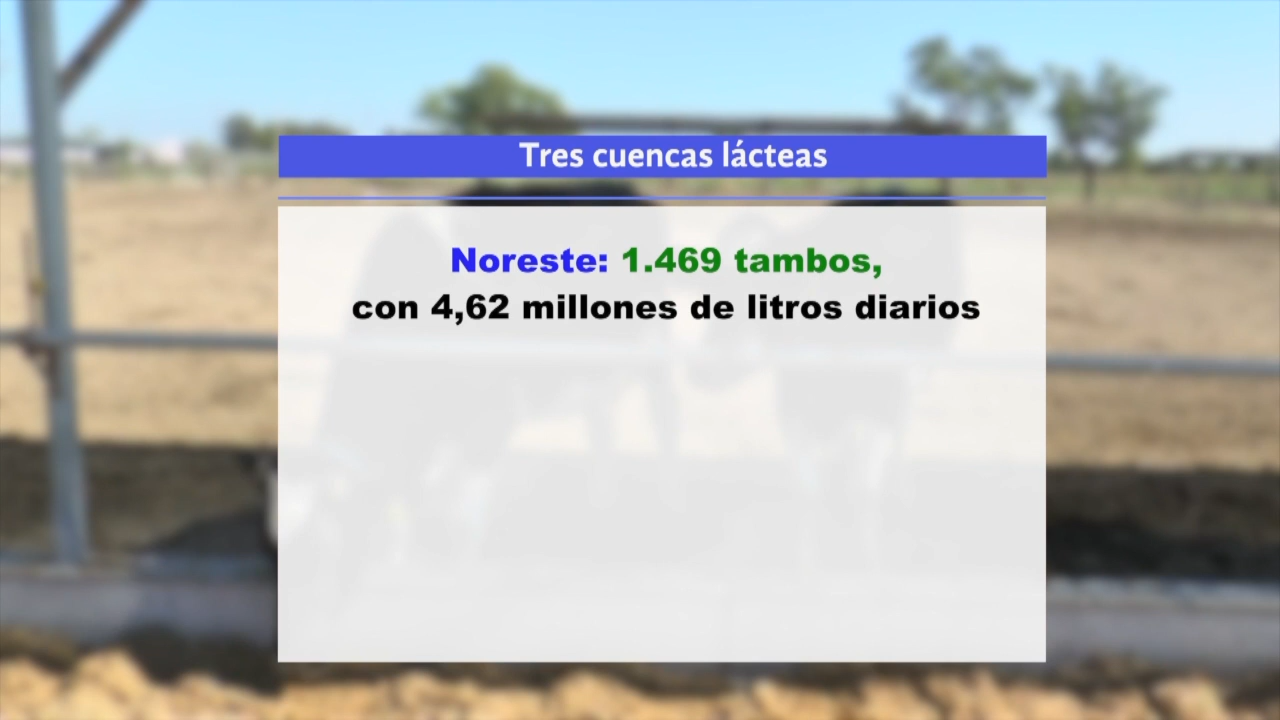 Tres cuencas lácteas
Noreste: 1.469 tambos,
con 4,62 millones de litros diarios